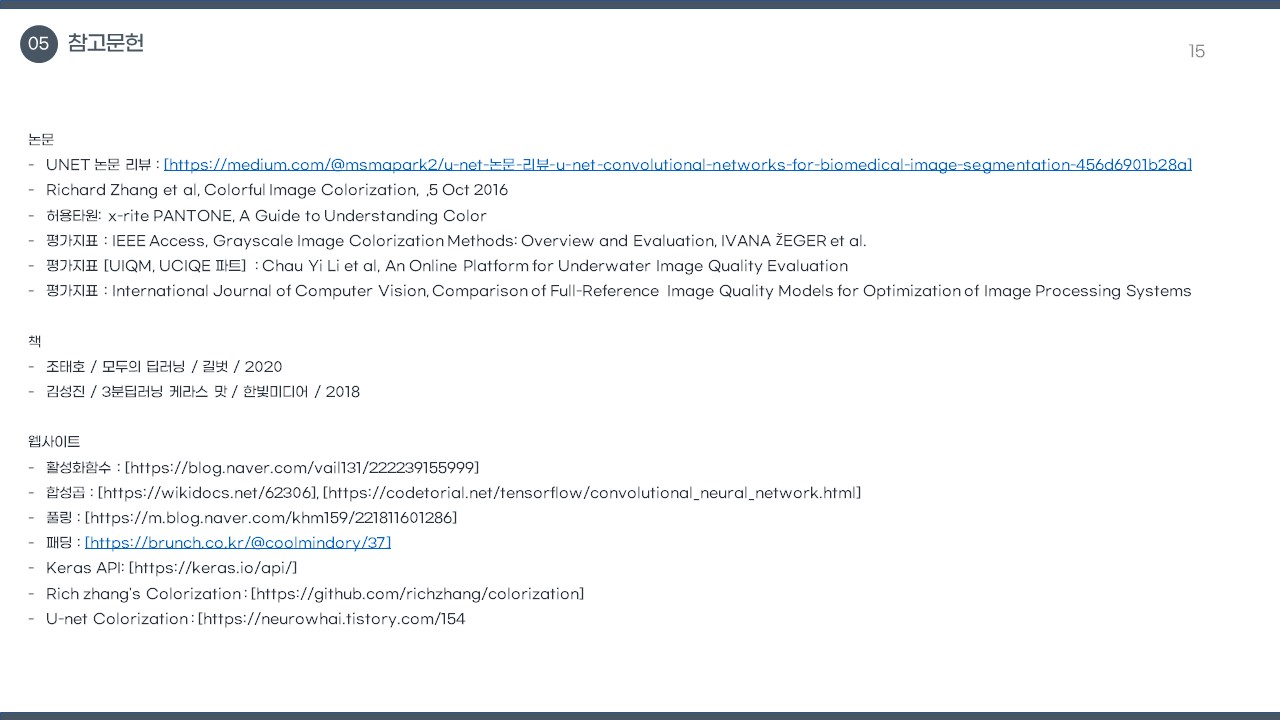 05 참고문헌
15
논문
- UNET 논문 리뷰 : [https://medium.com/@msmapark2/u-net-논문-리뷰-u-net-convolutional-networks-for-biomedical-image-segmentation-456d6901b28a]
- Richard Zhang et al, Colorful Image Colorization, ,5 Oct 2016
- 허용타원: x-rite PANTONE, A Guide to Understanding Color
- 평가지표 : IEEE Access, Grayscale Image Colorization Methods: Overview and Evaluation, IVANA ŽEGER et al.
- 평가지표 [UIQM, UCIQE 파트] : Chau Yi Li et al, An Online Platform for Underwater Image Quality Evaluation
- 평가지표 : International Journal of Computer Vision, Comparison of Full-Reference Image Quality Models for Optimization of Image Processing Systems
책
- 조태호 / 모두의 딥러닝 / 길벗 / 2020
- 김성진 / 3분딥러닝 케라스 맛 / 한빛미디어 / 2018
웹사이트
- 활성화함수 : [https://blog.naver.com/vail131/222239155999]
- 합성곱 : [https://wikidocs.net/62306], [https://codetorial.net/tensorflow/convolutional_neural_network.html]
- 풀링 : [https://m.blog.naver.com/khm159/221811601286]
- 패딩 : [https://brunch.co.kr/@coolmindory/37]
- Keras API: [https://keras.io/api/]
- Rich zhang's Colorization : [https://github.com/richzhang/colorization]
- U-net Colorization : [https://neurowhai.tistory.com/154